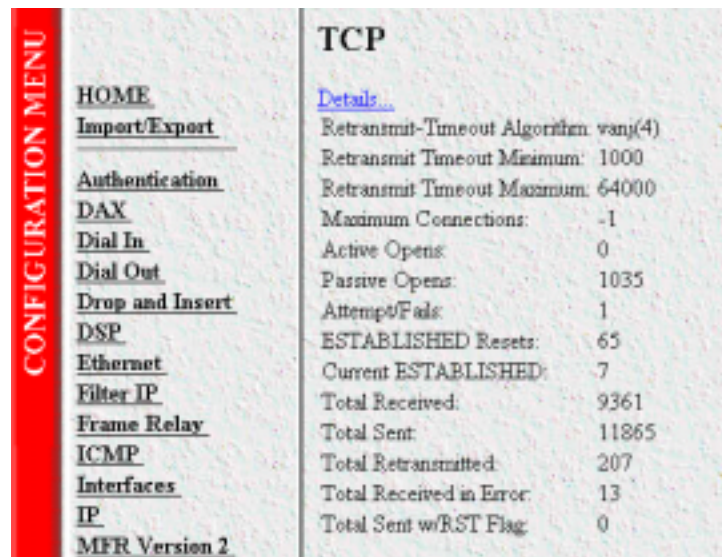 CONFIGURATION MENU
HOME
Import/Export
Authentication
DAX
Dial In
Dial Out
Drop and Insert
DSP
Ethernet
Filter IP
Frame Relay
ICMP
Interfaces
IP
MFR Version 2
TCP
Details...
Retransmit-Timeout Algorithm: vanj(4)
Retransmit Timeout Minimum: 1000
Retransmit Timeout Maximum: 64000
Maximum Connections: -1
Active Opens: 0
Passive Opens: 1035
Attempt/Fails: 1
ESTABLISHED Resets: 65
Current ESTABLISHED: 7
Total Received: 9361
Total Sent: 11865
Total Retransmitted: 207
Total Received in Error: 13
Total Sent w/RST Flag: 0